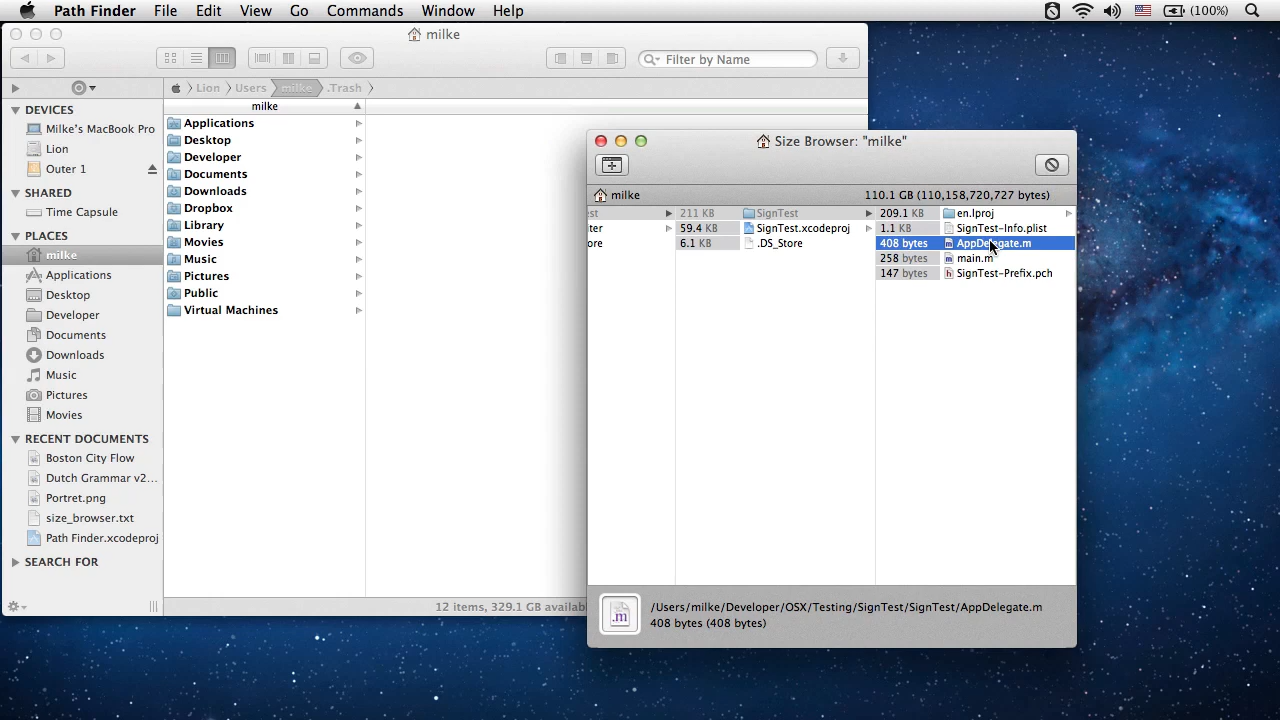 Path Finder File Edit View Go Commands Window Help (100%)
milke
Filter by Name
Lion Users milke .Trash
DEVICES
Milke's MacBook Pro
Lion
Outer 1
SHARED
Time Capsule
PLACES
milke
Applications
Desktop
Developer
Documents
Downloads
Music
Pictures
Movies
RECENT DOCUMENTS
Boston City Flow
Dutch Grammar v2...
Portret.png
size_browser.txt
Path Finder.xcodeproj
SEARCH FOR
milke
Applications
Desktop
Developer
Documents
Downloads
Dropbox
Library
Movies
Music
Pictures
Public
Virtual Machines
12 items, 329.1 GB availab
Size Browser: "milke"
milke 110.1 GB (110,158,720,727 bytes)
est 211 KB SignTest 209.1 KB en.lproj
ter 59.4 KB SignTest.xcodeproj 1.1 KB SignTest-Info.plist
ore 6.1 KB .DS_Store 408 bytes AppDelegate.m
258 bytes main.m
147 bytes SignTest-Prefix.pch
.m
/Users/milke/Developer/OSX/Testing/SignTest/SignTest/AppDelegate.m
408 bytes (408 bytes)